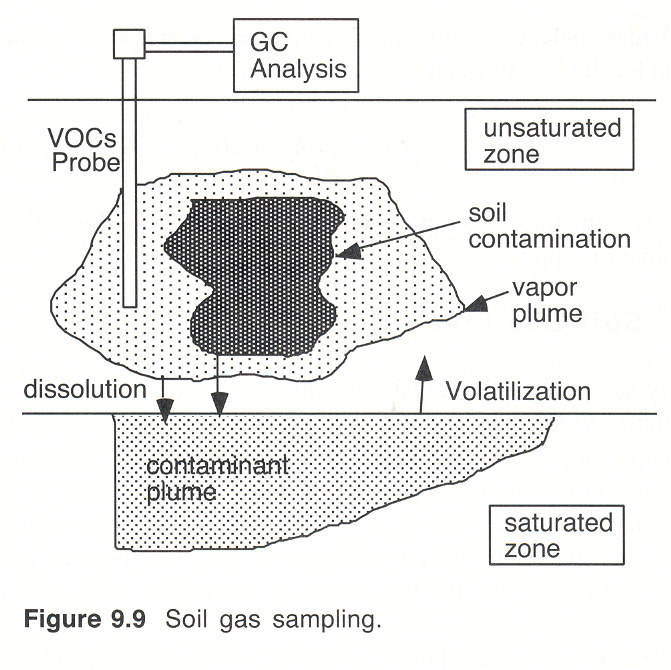 GC
Analysis
VOCs
Probe
unsaturated
zone
soil
contamination
vapor
plume
dissolution
Volatilization
contaminant
plume
saturated
zone
Figure 9.9 Soil gas sampling.